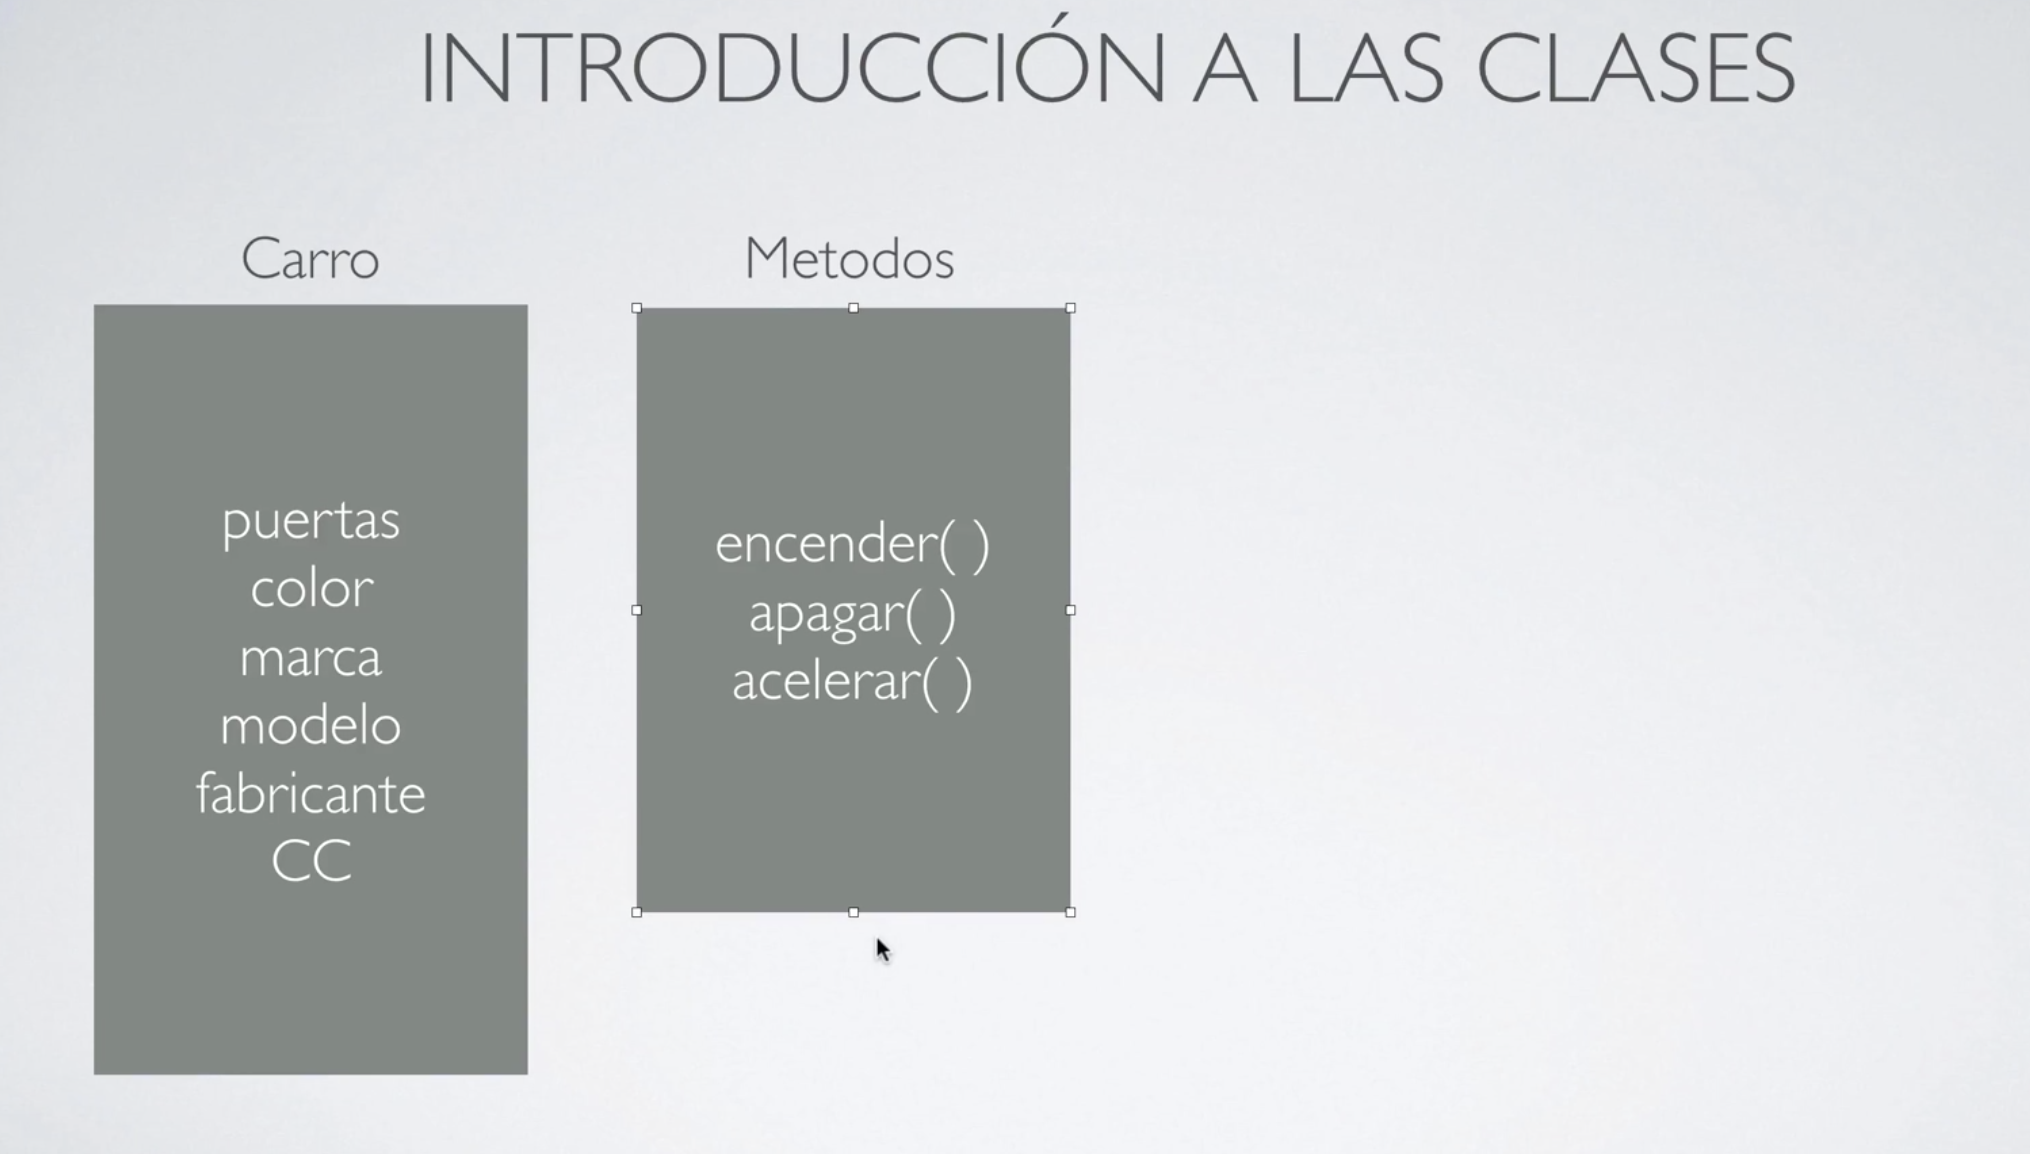 INTRODUCCIÓN A LAS CLASES
Carro
puertas
color
marca
modelo
fabricante
CC
Metodos
encender( )
apagar( )
acelerar( )